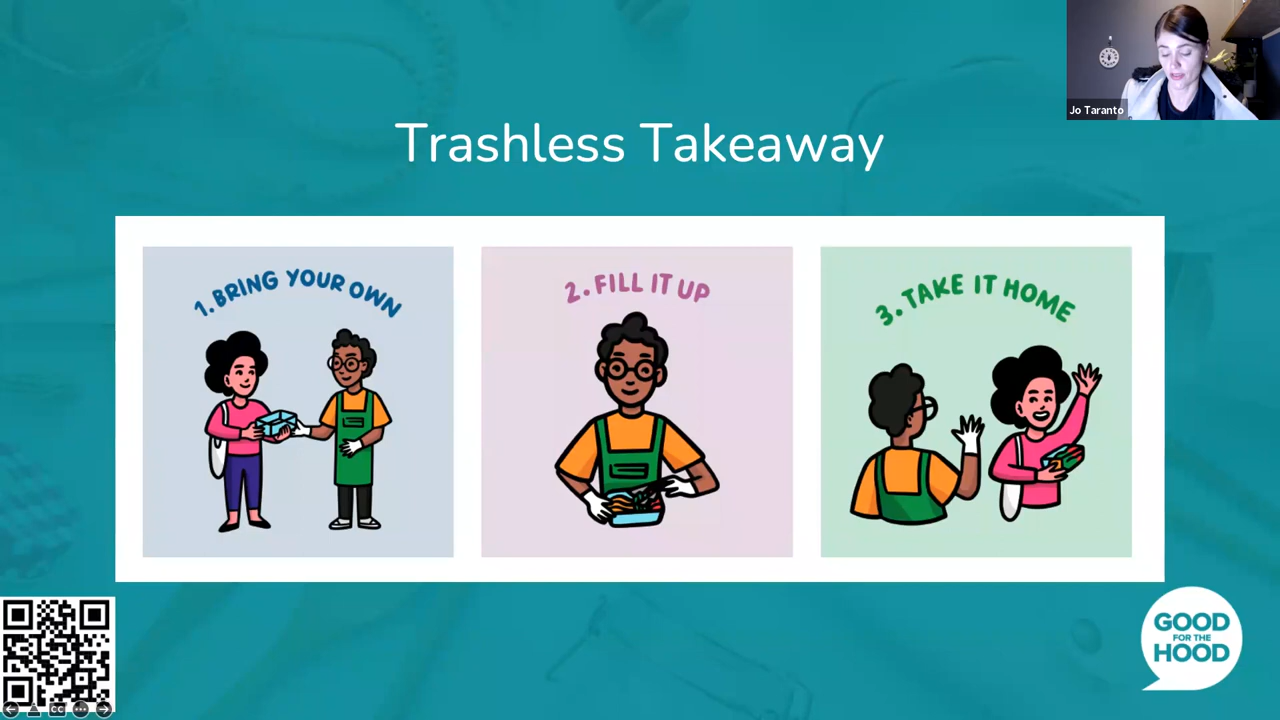 Jo Taranto
Trashless Takeaway
1. BRING YOUR OWN
2. FILL IT UP
3. TAKE IT HOME
GOOD
FOR THE
HOOD
CC